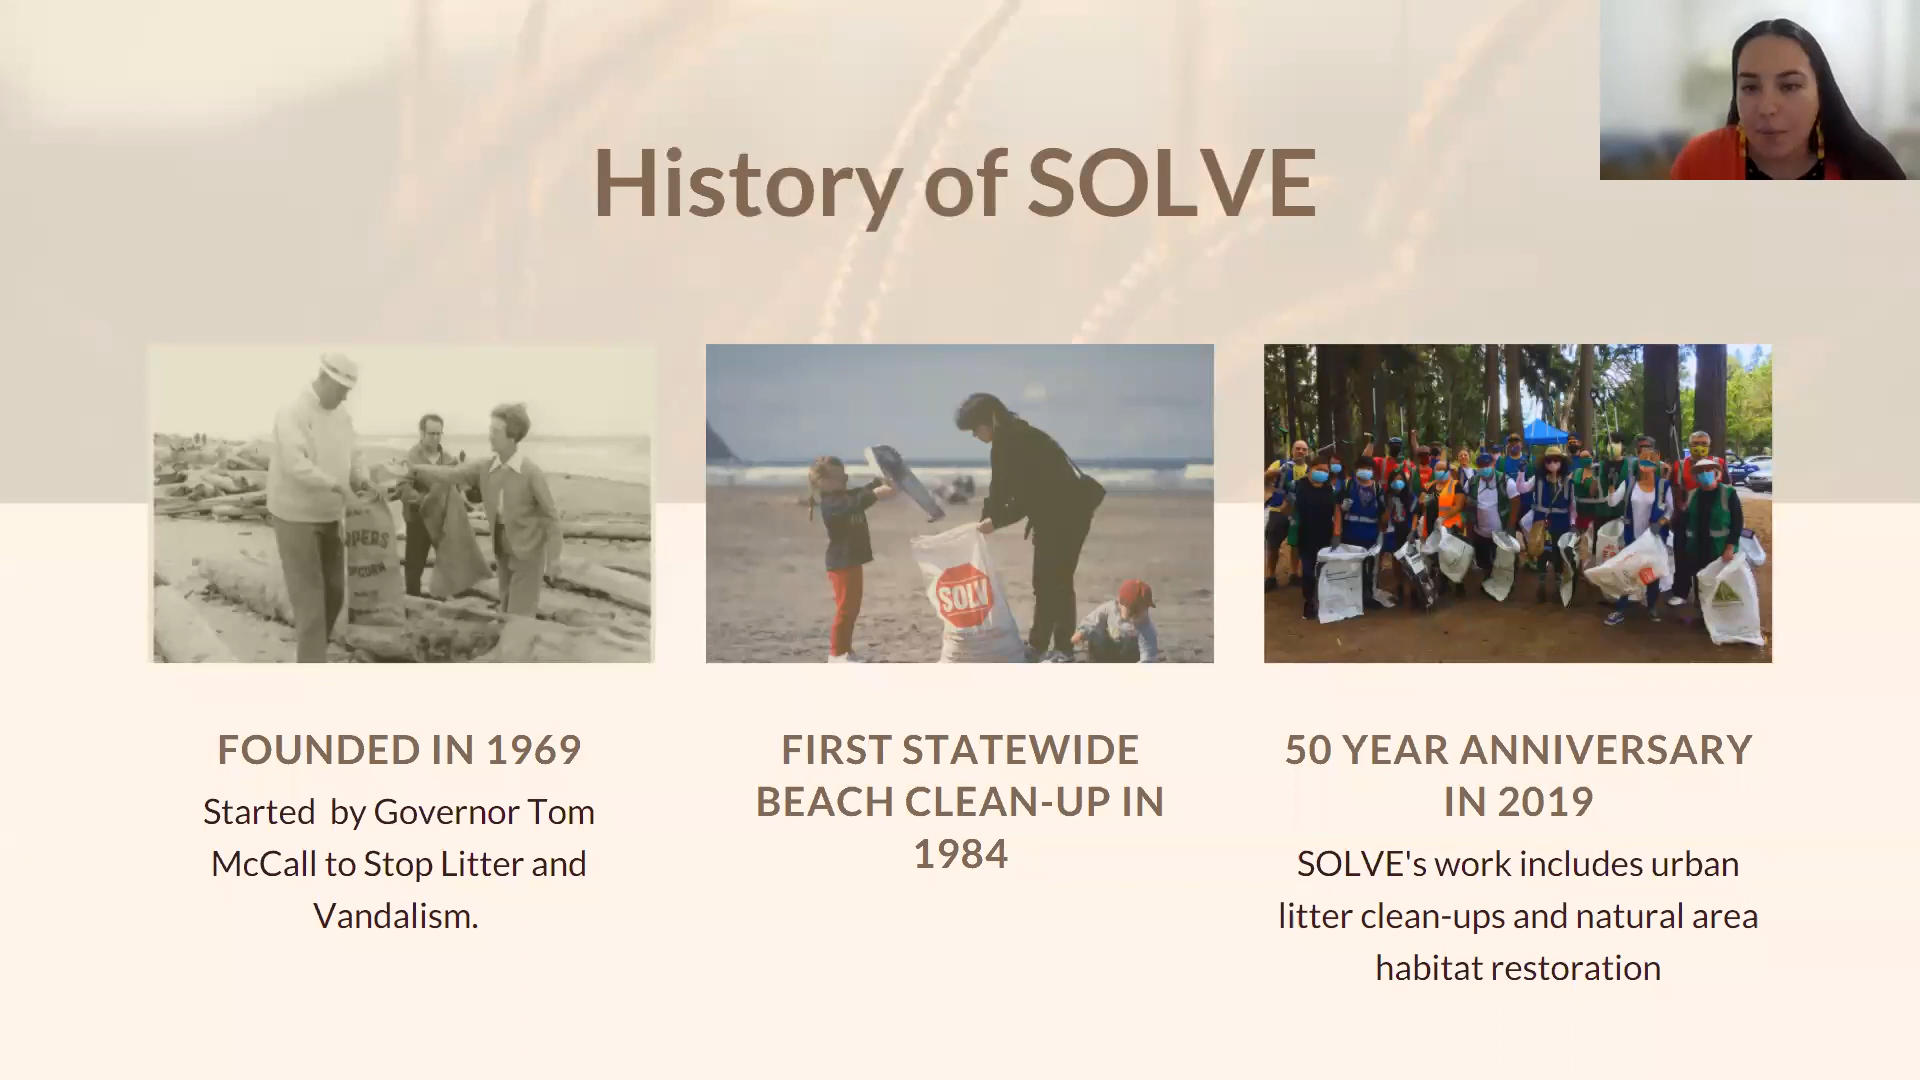 History of SOLVE
PPERS
SOLV
FOUNDED IN 1969
Started by Governor Tom
McCall to Stop Litter and
Vandalism.
FIRST STATEWIDE
BEACH CLEAN-UP IN
1984
50 YEAR ANNIVERSARY
IN 2019
SOLVE's work includes urban
litter clean-ups and natural area
habitat restoration